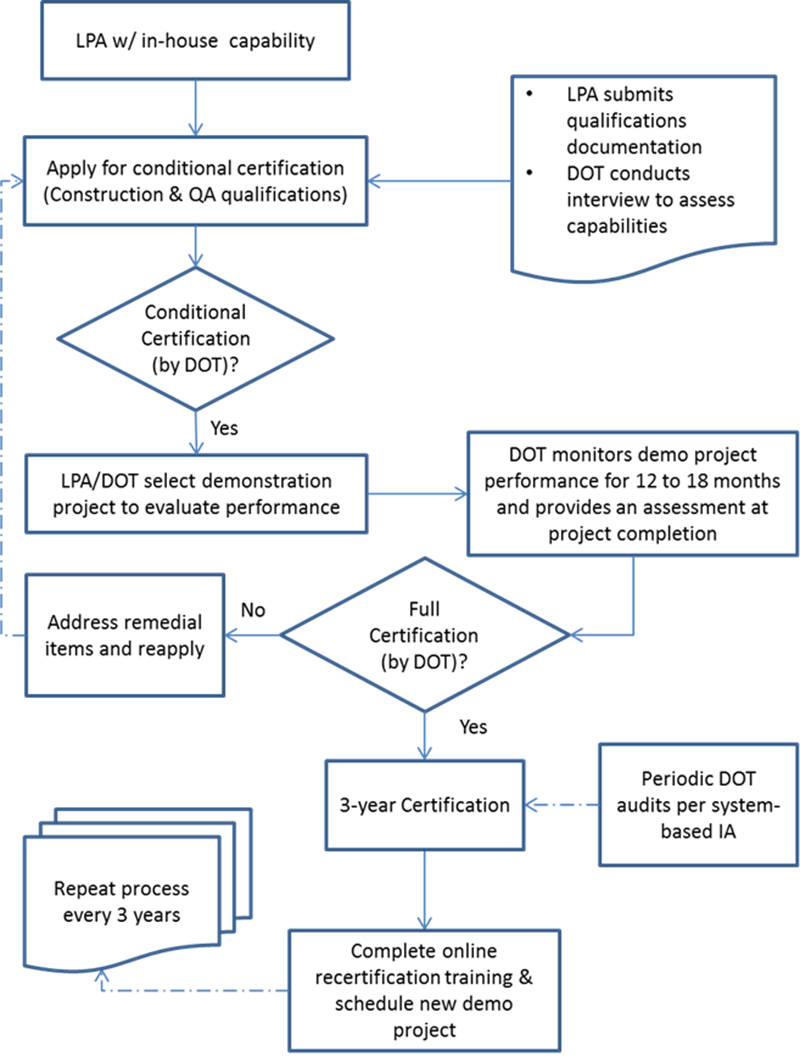 LPA w/ in-house capability
• LPA submits
qualifications
documentation
• DOT conducts
interview to assess
capabilities
Apply for conditional certification
(Construction & QA qualifications)
Conditional
Certification
(by DOT)?
Yes
LPA/DOT select demonstration
project to evaluate performance
DOT monitors demo project
performance for 12 to 18 months
and provides an assessment at
project completion
Full
Certification
(by DOT)?
No
Address remedial
items and reapply
Yes
3-year Certification
Periodic DOT
audits per system-
based IA
Complete online
recertification training &
schedule new demo
project
Repeat process
every 3 years